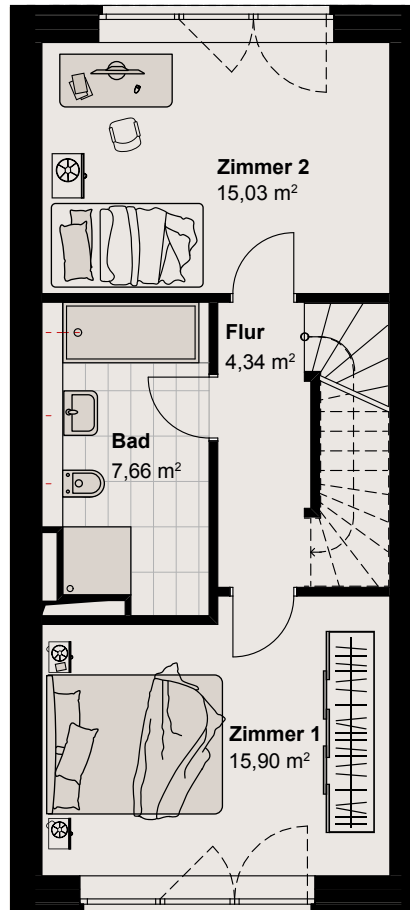 Zimmer 2
15,03 m²
Flur
4,34 m²
Bad
7,66 m²
Zimmer 1
15,90 m²